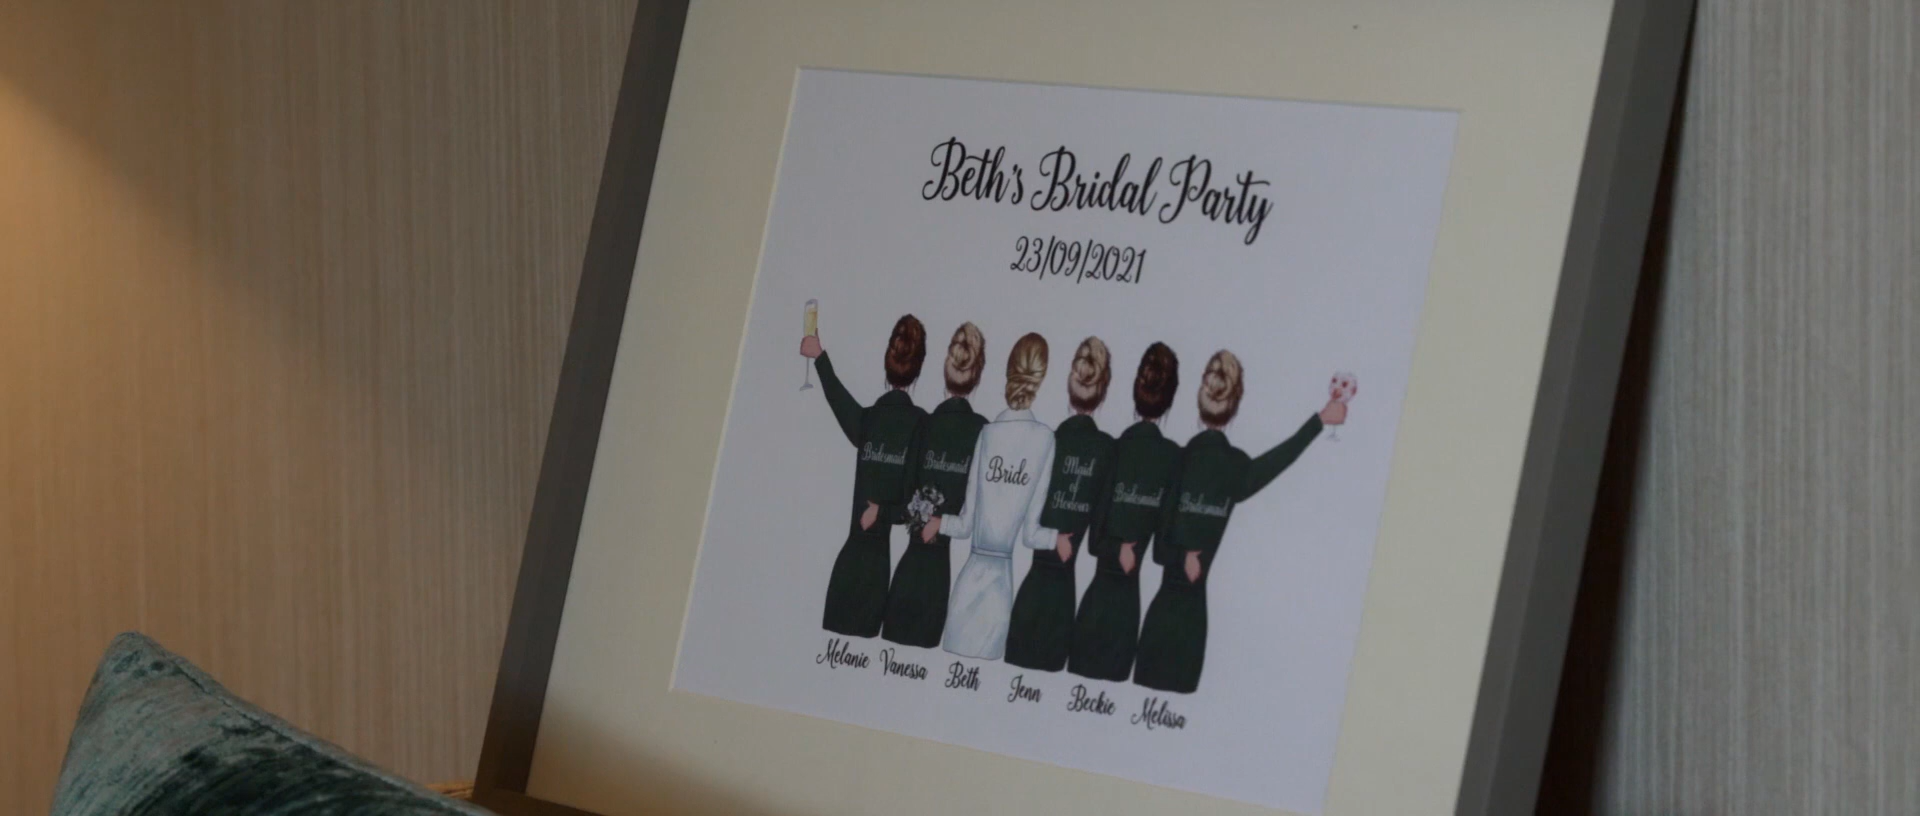 Beth's Bridal Party
23/09/2021
Bridesmaid Bridesmaid Bride Maid of Honour Bridesmaid Bridesmaid
Melanie Vanessa Beth Jenn Beckie Melissa